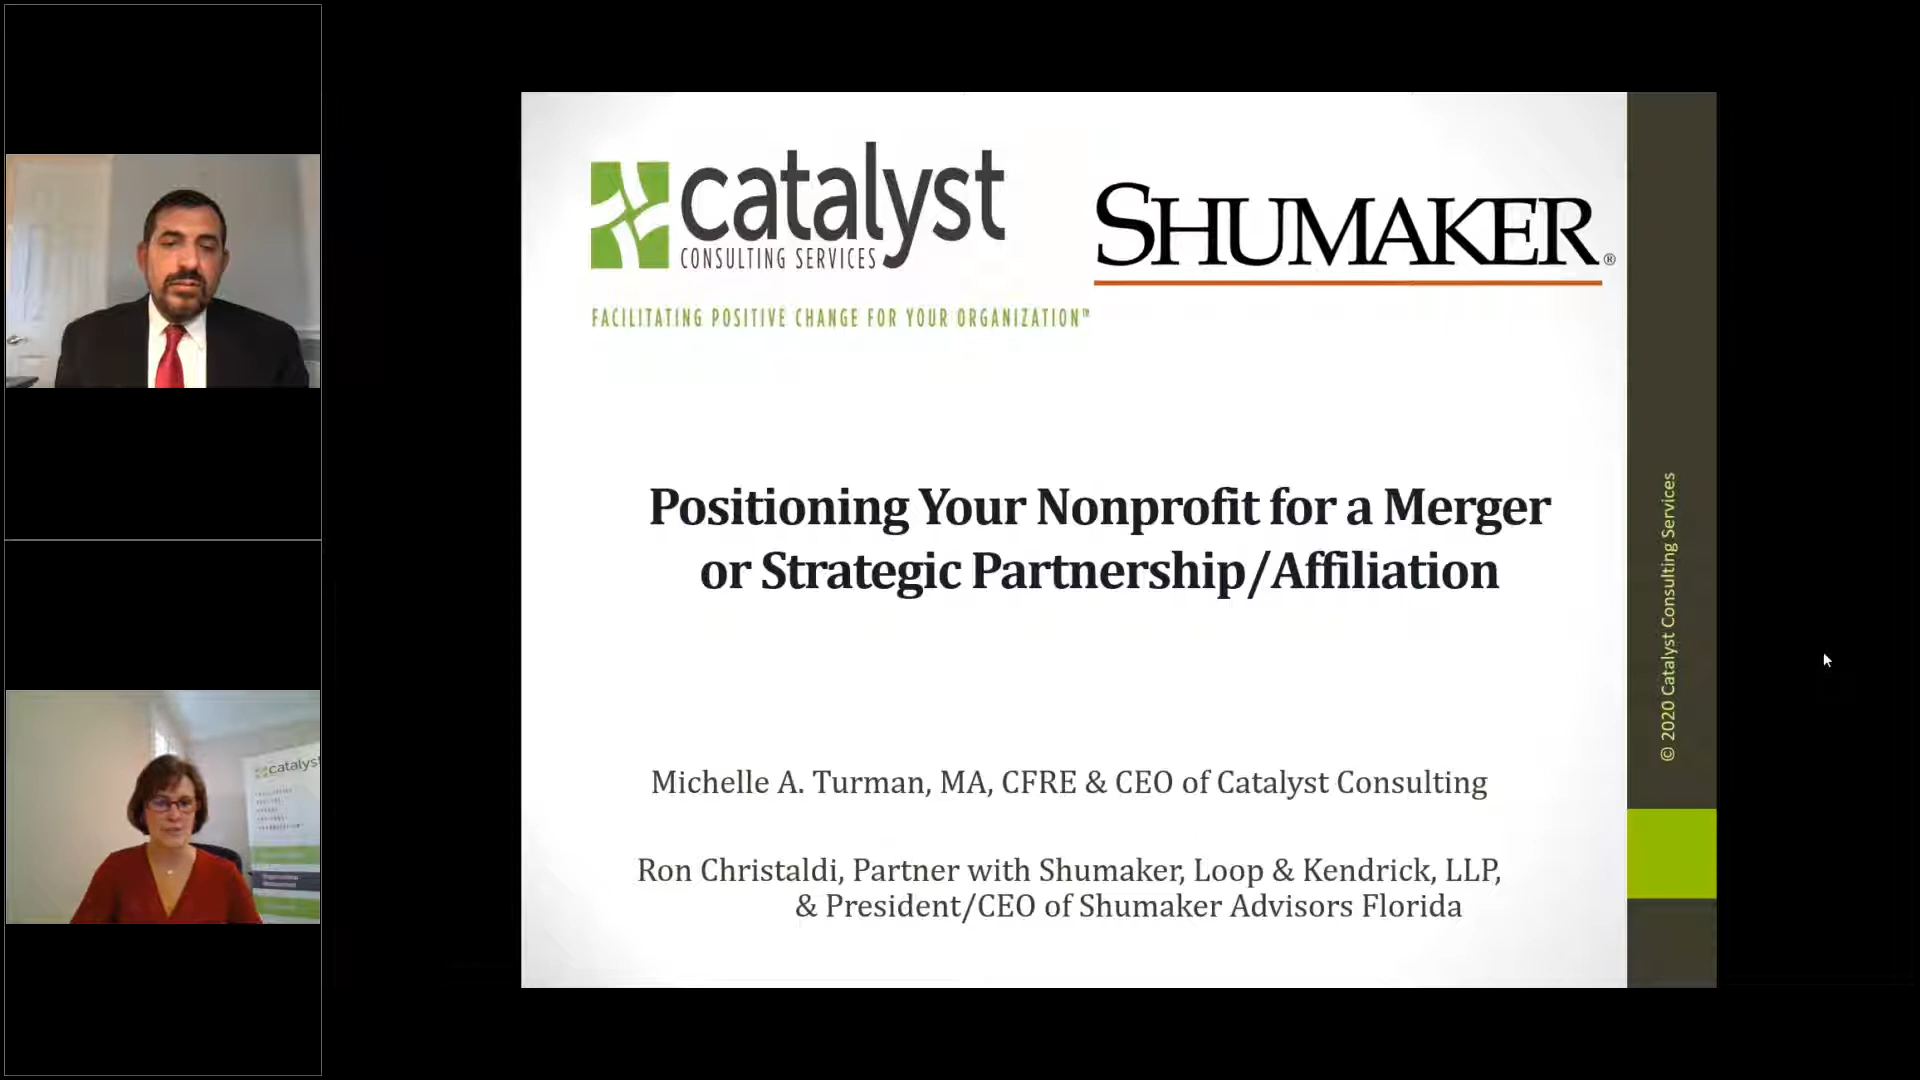 catalyst
CONSULTING SERVICES
FACILITATING POSITIVE CHANGE FOR YOUR ORGANIZATION™
SHUMAKER®
Positioning Your Nonprofit for a Merger
or Strategic Partnership/Affiliation
Michelle A. Turman, MA, CFRE & CEO of Catalyst Consulting
Ron Christaldi, Partner with Shumaker, Loop & Kendrick, LLP,
& President/CEO of Shumaker Advisors Florida
© 2020 Catalyst Consulting Services
catalyst